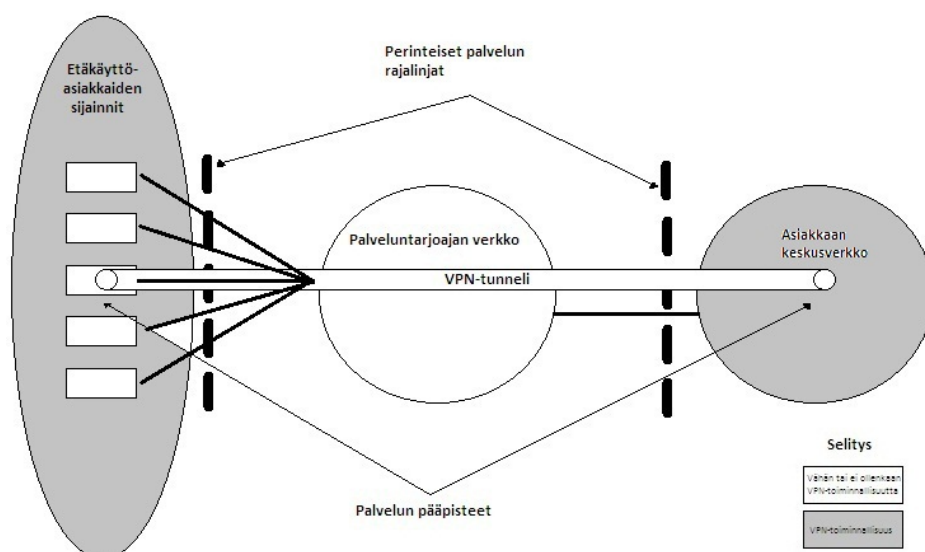 Etäkäyttö-
asiakkaiden
sijainnit
Perinteiset palvelun
rajalinjat
Palveluntarjoajan verkko
Asiakkaan
keskusverkko
VPN-tunneli
Palvelun pääpisteet
Selitys
Vähän tai ei ollenkaan
VPN-toiminnallisuutta
VPN-toiminnallisuus